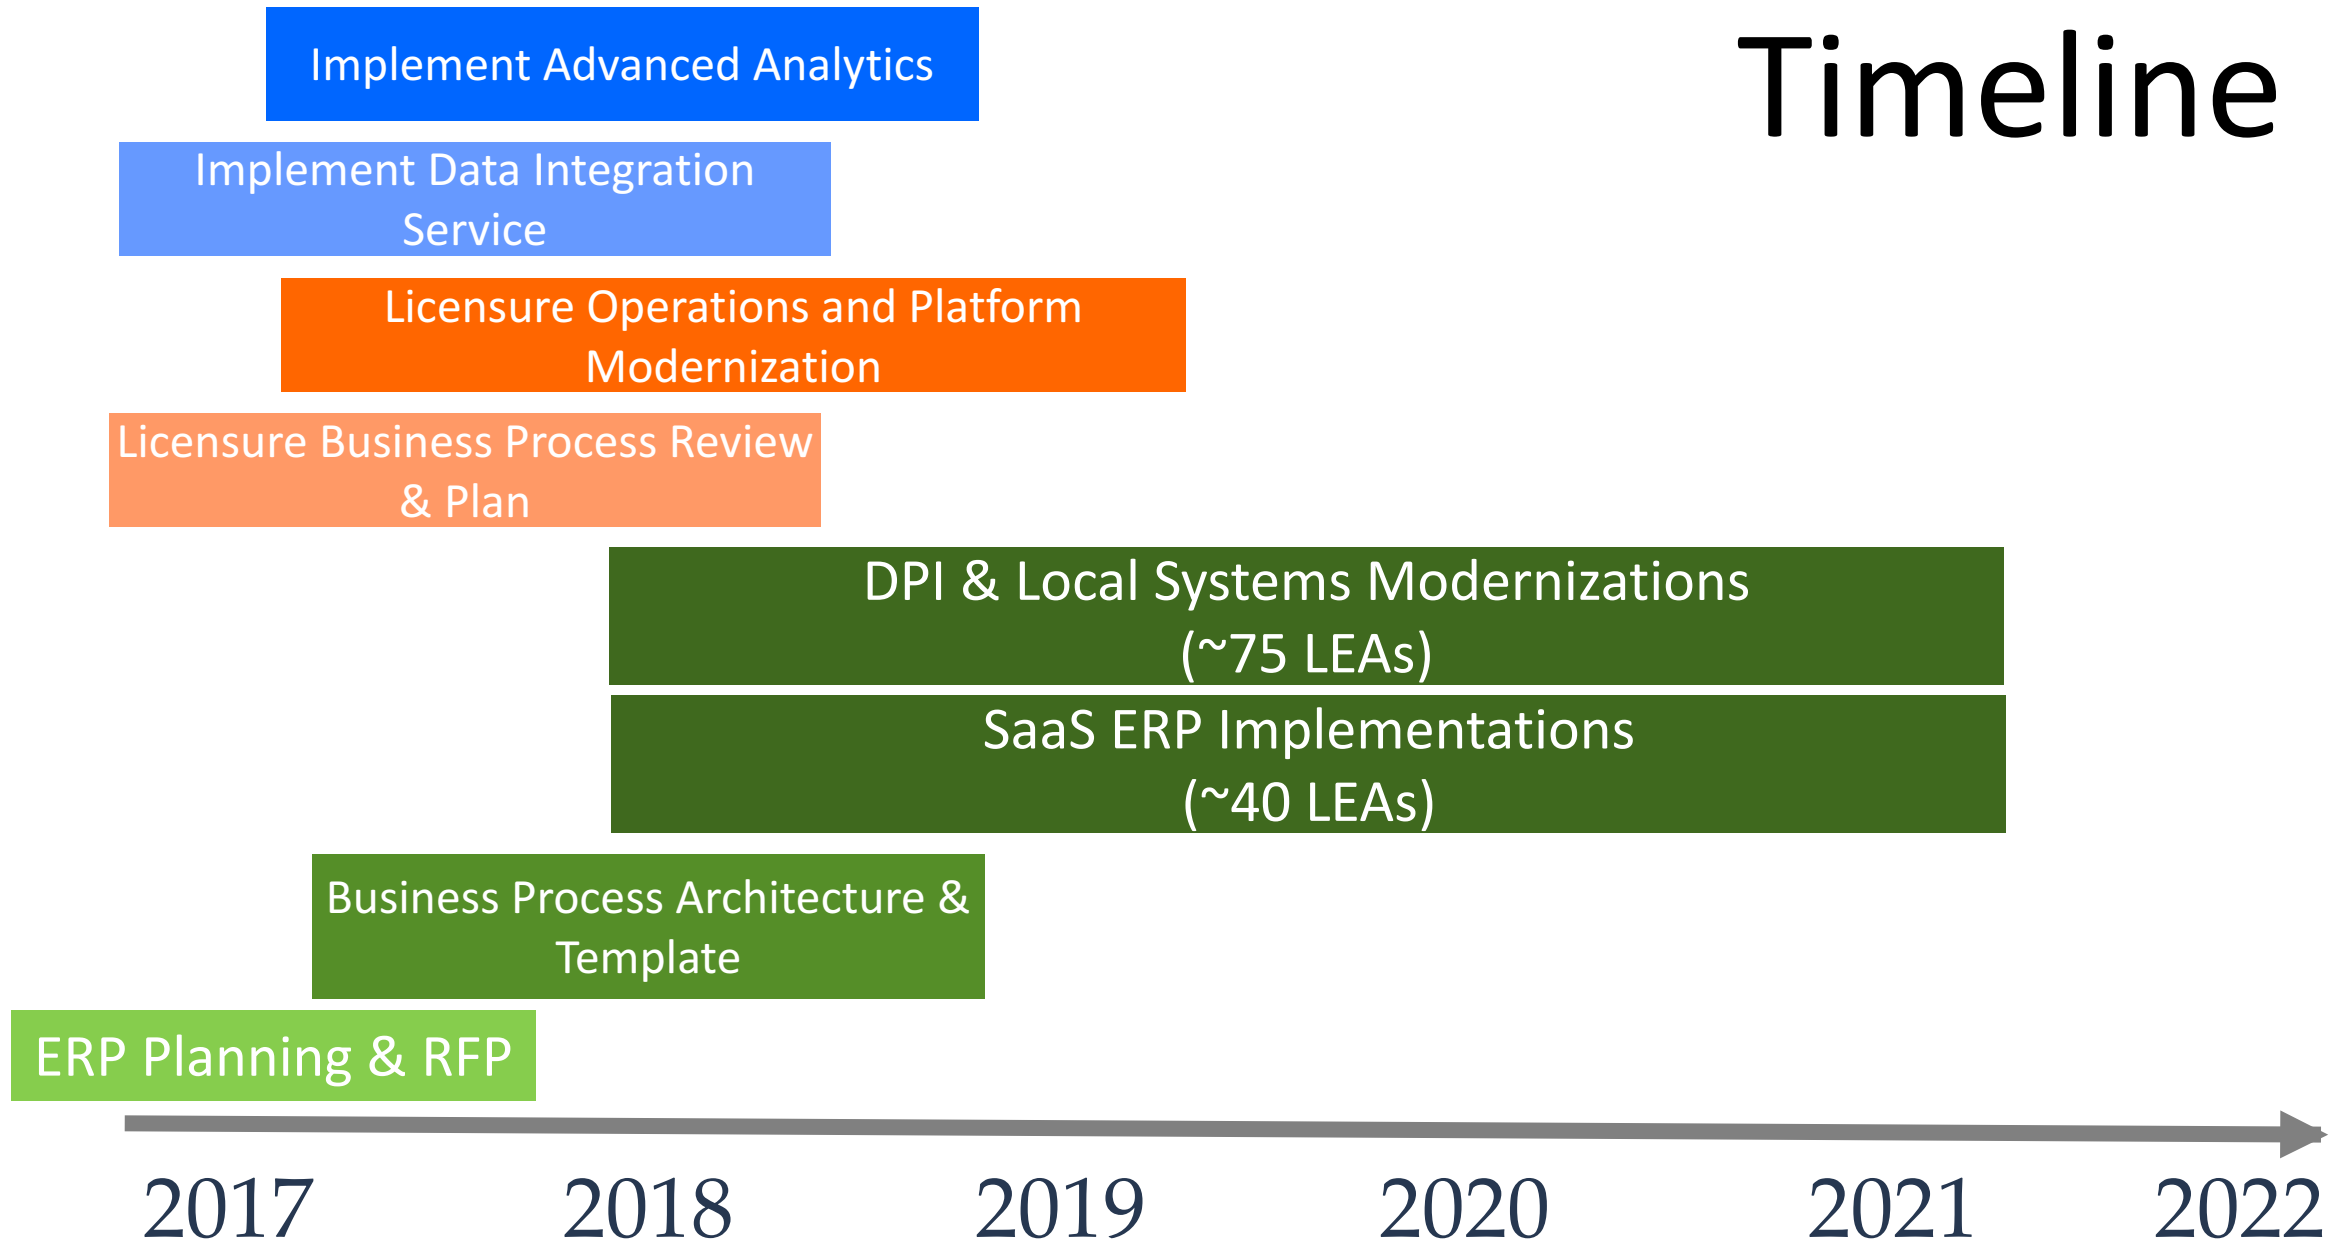 Timeline
Implement Advanced Analytics
Implement Data Integration
Service
Licensure Operations and Platform
Modernization
Licensure Business Process Review
& Plan
DPI & Local Systems Modernizations
(~75 LEAs)
SaaS ERP Implementations
(~40 LEAs)
Business Process Architecture &
Template
ERP Planning & RFP
2017 2018 2019 2020 2021 2022